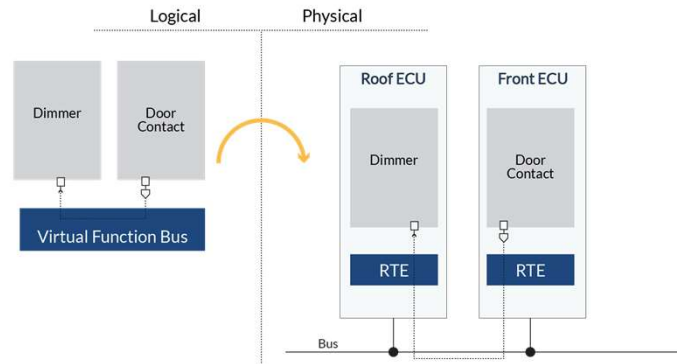 Logical
Physical
Dimmer
Door
Contact
Virtual Function Bus
Roof ECU
Front ECU
Dimmer
Door
Contact
RTE
RTE
Bus